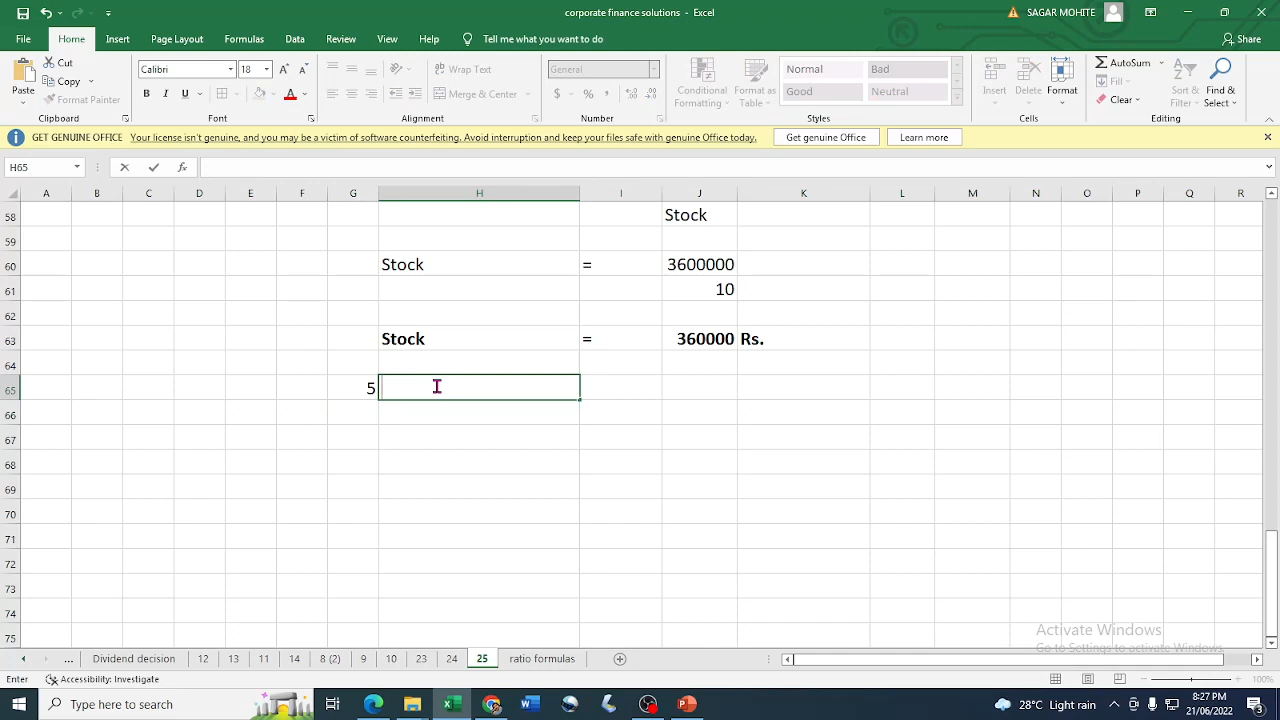 corporate finance solutions - Excel
SAGAR MOHITE
File Home Insert Page Layout Formulas Data Review View Help Tell me what you want to do Share
Paste Cut Copy Format Painter Clipboard
Calibri 18 A A B I U A Font
Wrap Text Merge & Center Alignment
General $ % , Number
Conditional Formatting Format as Table Normal Bad Good Neutral Styles
Insert Delete Format Cells
AutoSum Fill Clear Sort & Filter Find & Select Editing
GET GENUINE OFFICE Your license isn't genuine, and you may be a victim of software counterfeiting. Avoid interruption and keep your files safe with genuine Office today. Get genuine Office Learn more
H65 fx
A B C D E F G H I J K L M N O P Q R
58 Stock
59
60 Stock = 3600000
61 10
62
63 Stock = 360000 Rs.
64
65 5
66
67
68
69
70
71
72
73
74
75
Activate Windows
Go to Settings to activate Windows.
... Dividend decision 12 13 11 14 8 (2) 9 10 23 24 25 ratio formulas
Enter Accessibility: Investigate 100%
Type here to search 28°C Light rain 8:27 PM
21/06/2022